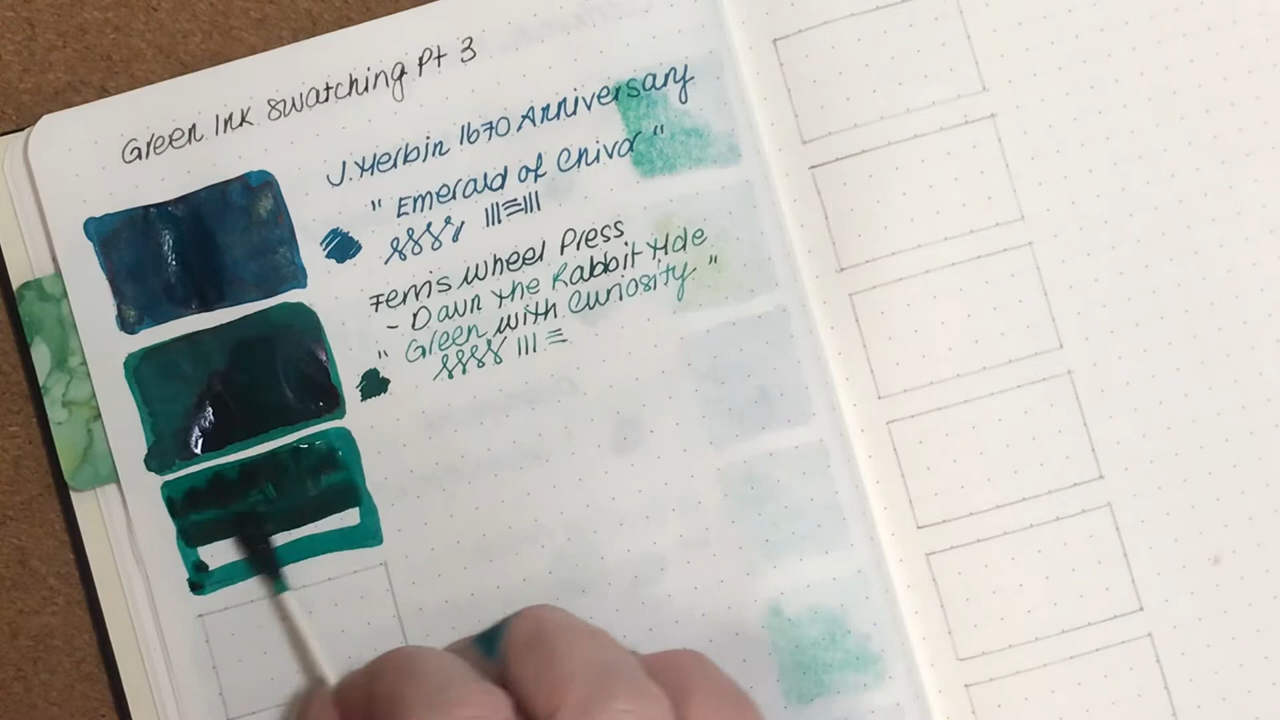 Green Ink Swatching Pt 3
J. Herbin 1670 Anniversary
" Emerald of Chivor "
Ferris Wheel Press
- Down the Rabbit Hole
" Green with Curiosity "